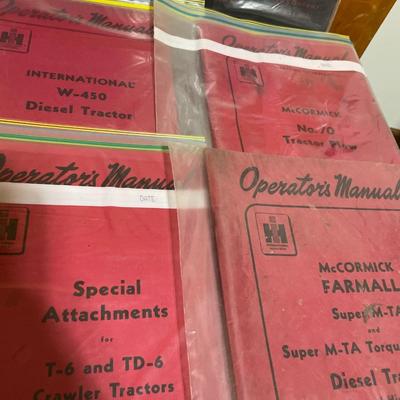 Operator's Manual
INTERNATIONAL
W-450
Diesel Tractor
Operator's Manual
McCORMICK
No. 70
Tractor Plow
Operator's Manual
DATE:
Special
Attachments
for
T-6 and TD-6
Crawler Tractors
Operator's Manual
McCORMICK
FARMALL
Super M-TA
and
Super M-TA Torque
Diesel Tra